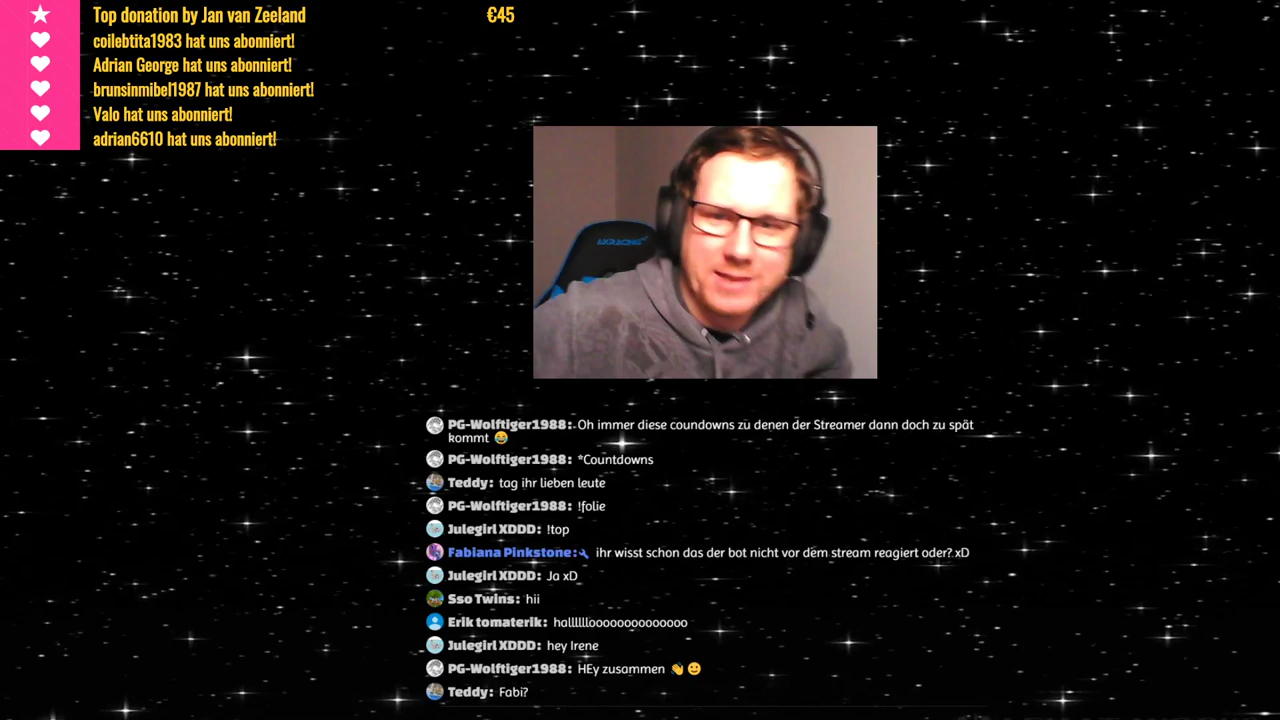 Top donation by Jan van Zeeland €45
coilebtita1983 hat uns abonniert!
Adrian George hat uns abonniert!
brunsinmibel1987 hat uns abonniert!
Valo hat uns abonniert!
adrian6610 hat uns abonniert!
PG-Wolftiger1988: Oh immer diese coundowns zu denen der Streamer dann doch zu spät
kommt 😂
PG-Wolftiger1988: *Countdowns
Teddy: tag ihr lieben leute
PG-Wolftiger1988: !folie
Julegirl XDDD: !top
Fabiana Pinkstone: ihr wisst schon das der bot nicht vor dem stream reagiert oder? xD
Julegirl XDDD: Ja xD
Sso Twins: hii
Erik tomaterik: halllllllooooooooooooooo
Julegirl XDDD: hey Irene
PG-Wolftiger1988: HEy zusammen 👋 😀
Teddy: Fabi?